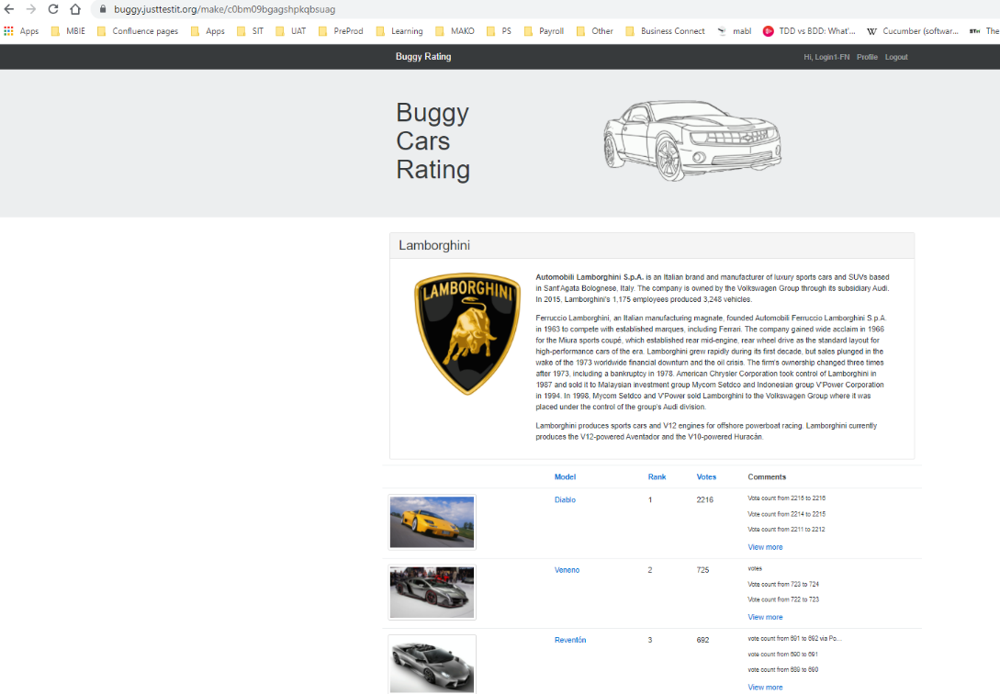 buggy.justtestit.org/make/c0bm09bgagshpkqbsuag
Apps MBIE Confluence pages Apps SIT UAT PreProd Learning MAKO PS Payroll Other Business Connect mabl TDD vs BDD: What'... W Cucumber (softwar... STH The
Buggy Rating Hi, Login1-FN Profile Logout
Buggy
Cars
Rating
Lamborghini
LAMBORGHINI
Automobili Lamborghini S.p.A. is an Italian brand and manufacturer of luxury sports cars and SUVs based
in Sant'Agata Bolognese, Italy. The company is owned by the Volkswagen Group through its subsidiary Audi.
In 2015, Lamborghini's 1,175 employees produced 3,248 vehicles.
Ferruccio Lamborghini, an Italian manufacturing magnate, founded Automobili Ferruccio Lamborghini S.p.A.
in 1963 to compete with established marques, including Ferrari. The company gained wide acclaim in 1966
for the Miura sports coupé, which established rear mid-engine, rear wheel drive as the standard layout for
high-performance cars of the era. Lamborghini grew rapidly during its first decade, but sales plunged in the
wake of the 1973 worldwide financial downturn and the oil crisis. The firm's ownership changed three times
after 1973, including a bankruptcy in 1978. American Chrysler Corporation took control of Lamborghini in
1987 and sold it to Malaysian investment group Mycom Setdco and Indonesian group V'Power Corporation
in 1994. In 1998, Mycom Setdco and V'Power sold Lamborghini to the Volkswagen Group where it was
placed under the control of the group's Audi division.
Lamborghini produces sports cars and V12 engines for offshore powerboat racing. Lamborghini currently
produces the V12-powered Aventador and the V10-powered Huracán.
Model Rank Votes Comments
Diablo 1 2216 Vote count from 2215 to 2216
Vote count from 2214 to 2215
Vote count from 2211 to 2212
View more
Veneno 2 725 votes
Vote count from 723 to 724
Vote count from 722 to 723
View more
Reventón 3 692 vote count from 691 to 692 via Po...
vote count from 690 to 691
vote count from 689 to 690
View more